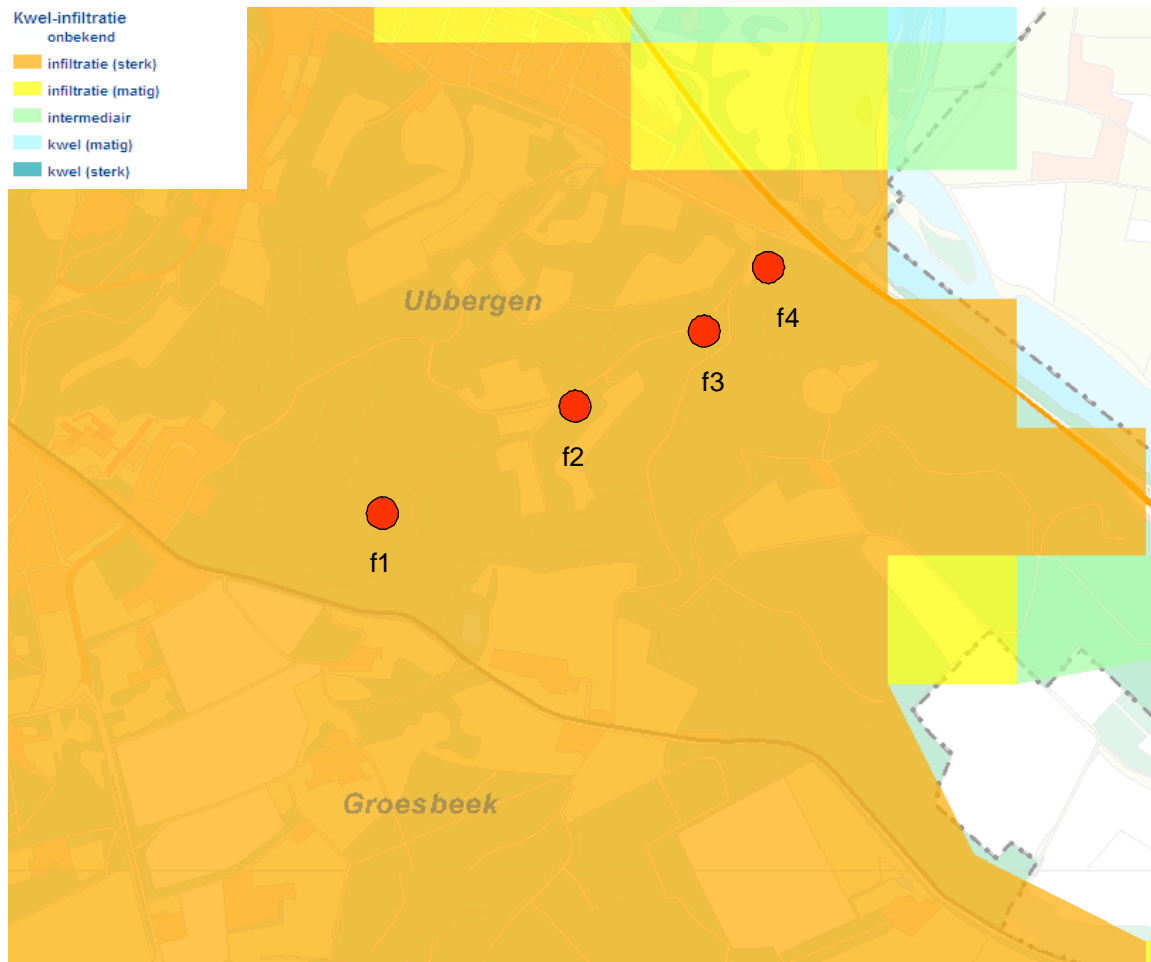 Kwel-infiltratie
onbekend
infiltratie (sterk)
infiltratie (matig)
intermediair
kwel (matig)
kwel (sterk)
Ubbergen
f4
f3
f2
f1
Groesbeek